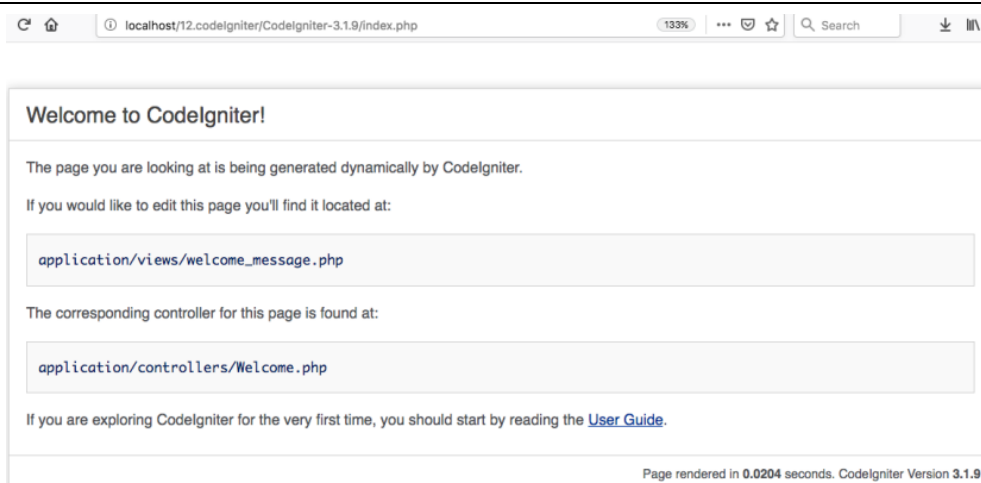 localhost/12.codeIgniter/CodeIgniter-3.1.9/index.php 133% ... Search
Welcome to CodeIgniter!
The page you are looking at is being generated dynamically by CodeIgniter.
If you would like to edit this page you'll find it located at:
application/views/welcome_message.php
The corresponding controller for this page is found at:
application/controllers/Welcome.php
If you are exploring CodeIgniter for the very first time, you should start by reading the User Guide.
Page rendered in 0.0204 seconds. CodeIgniter Version 3.1.9